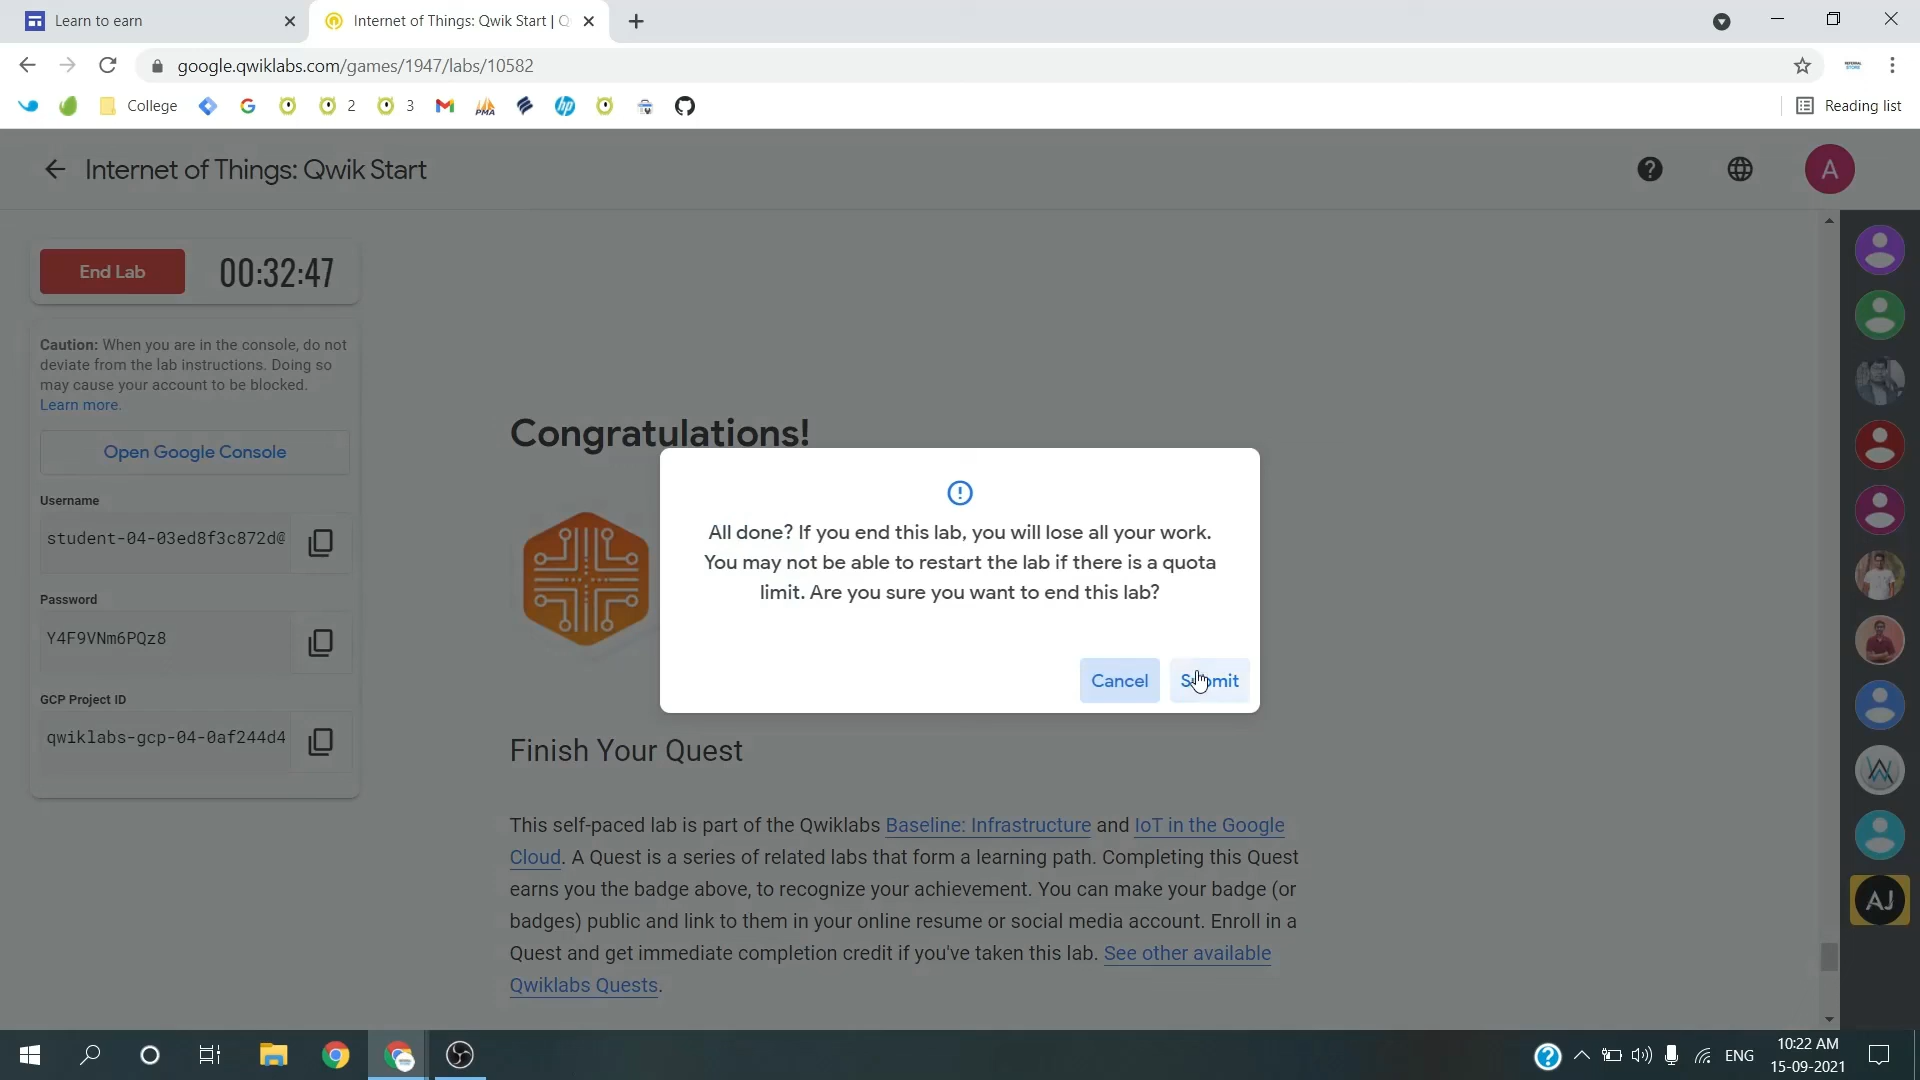 Learn to earn
Internet of Things: Qwik Start | Q
google.qwiklabs.com/games/1947/labs/10582
College
2
3
PMA
hp
Reading list
Internet of Things: Qwik Start
A
End Lab
00:32:47
Caution: When you are in the console, do not
deviate from the lab instructions. Doing so
may cause your account to be blocked.
Learn more.
Open Google Console
Username
student-04-03ed8f3c872d@
Password
Y4F9VNm6PQz8
GCP Project ID
qwiklabs-gcp-04-0af244d4
Congratulations!
All done? If you end this lab, you will lose all your work.
You may not be able to restart the lab if there is a quota
limit. Are you sure you want to end this lab?
Cancel
Submit
Finish Your Quest
This self-paced lab is part of the Qwiklabs Baseline: Infrastructure and IoT in the Google
Cloud. A Quest is a series of related labs that form a learning path. Completing this Quest
earns you the badge above, to recognize your achievement. You can make your badge (or
badges) public and link to them in your online resume or social media account. Enroll in a
Quest and get immediate completion credit if you've taken this lab. See other available
Qwiklabs Quests.
AJ
ENG
10:22 AM
15-09-2021